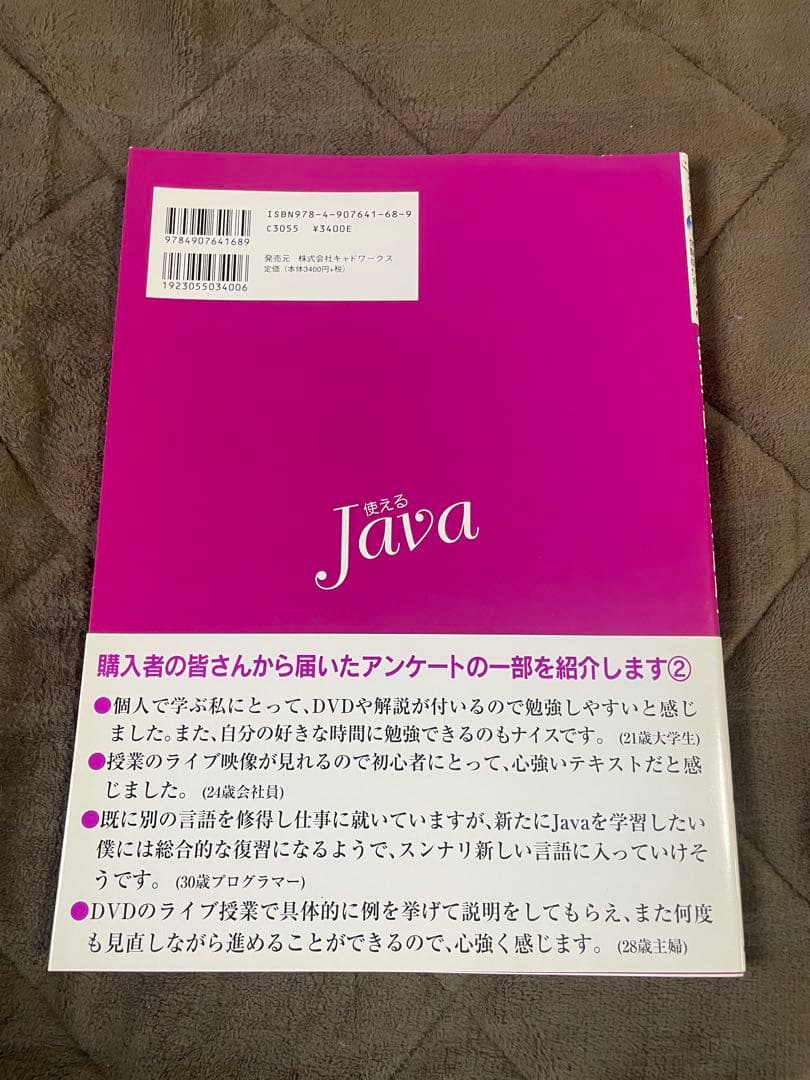 ISBN978-4-907641-68-9
C3055 ¥3400E
9784907641689
発売元 株式会社キャドワークス
定価(本体3400円+税)
1923055034006
使える
Java
購入者の皆さんから届いたアンケートの一部を紹介します②
●個人で学ぶ私にとって、DVDや解説が付いるので勉強しやすいと感じ
ました。また、自分の好きな時間に勉強できるのもナイスです。 (21歳大学生)
●授業のライブ映像が見れるので初心者にとって、心強いテキストだと感
じました。 (24歳会社員)
●既に別の言語を修得し仕事に就いていますが、新たにJavaを学習したい
僕には総合的な復習になるようで、スンナリ新しい言語に入っていけそ
うです。 (30歳プログラマー)
●DVDのライブ授業で具体的に例を挙げて説明をしてもらえ、また何度
も見直しながら進めることができるので、心強く感じます。 (28歳主婦)